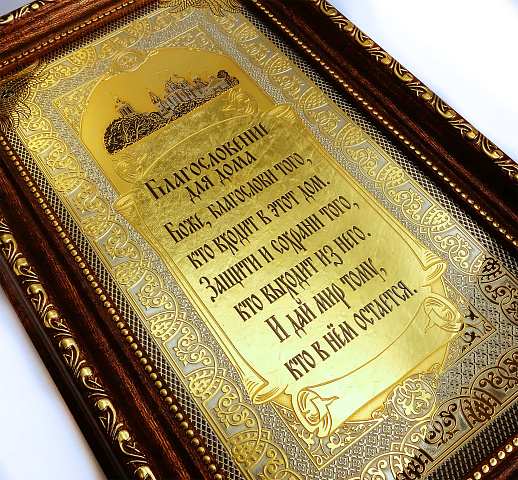 Благословение
для дома
Боже, благослови того,
кто входит в этот дом.
Защити и сохрани того,
кто выходит из него.
И дай мир тому,
кто в нём остается.